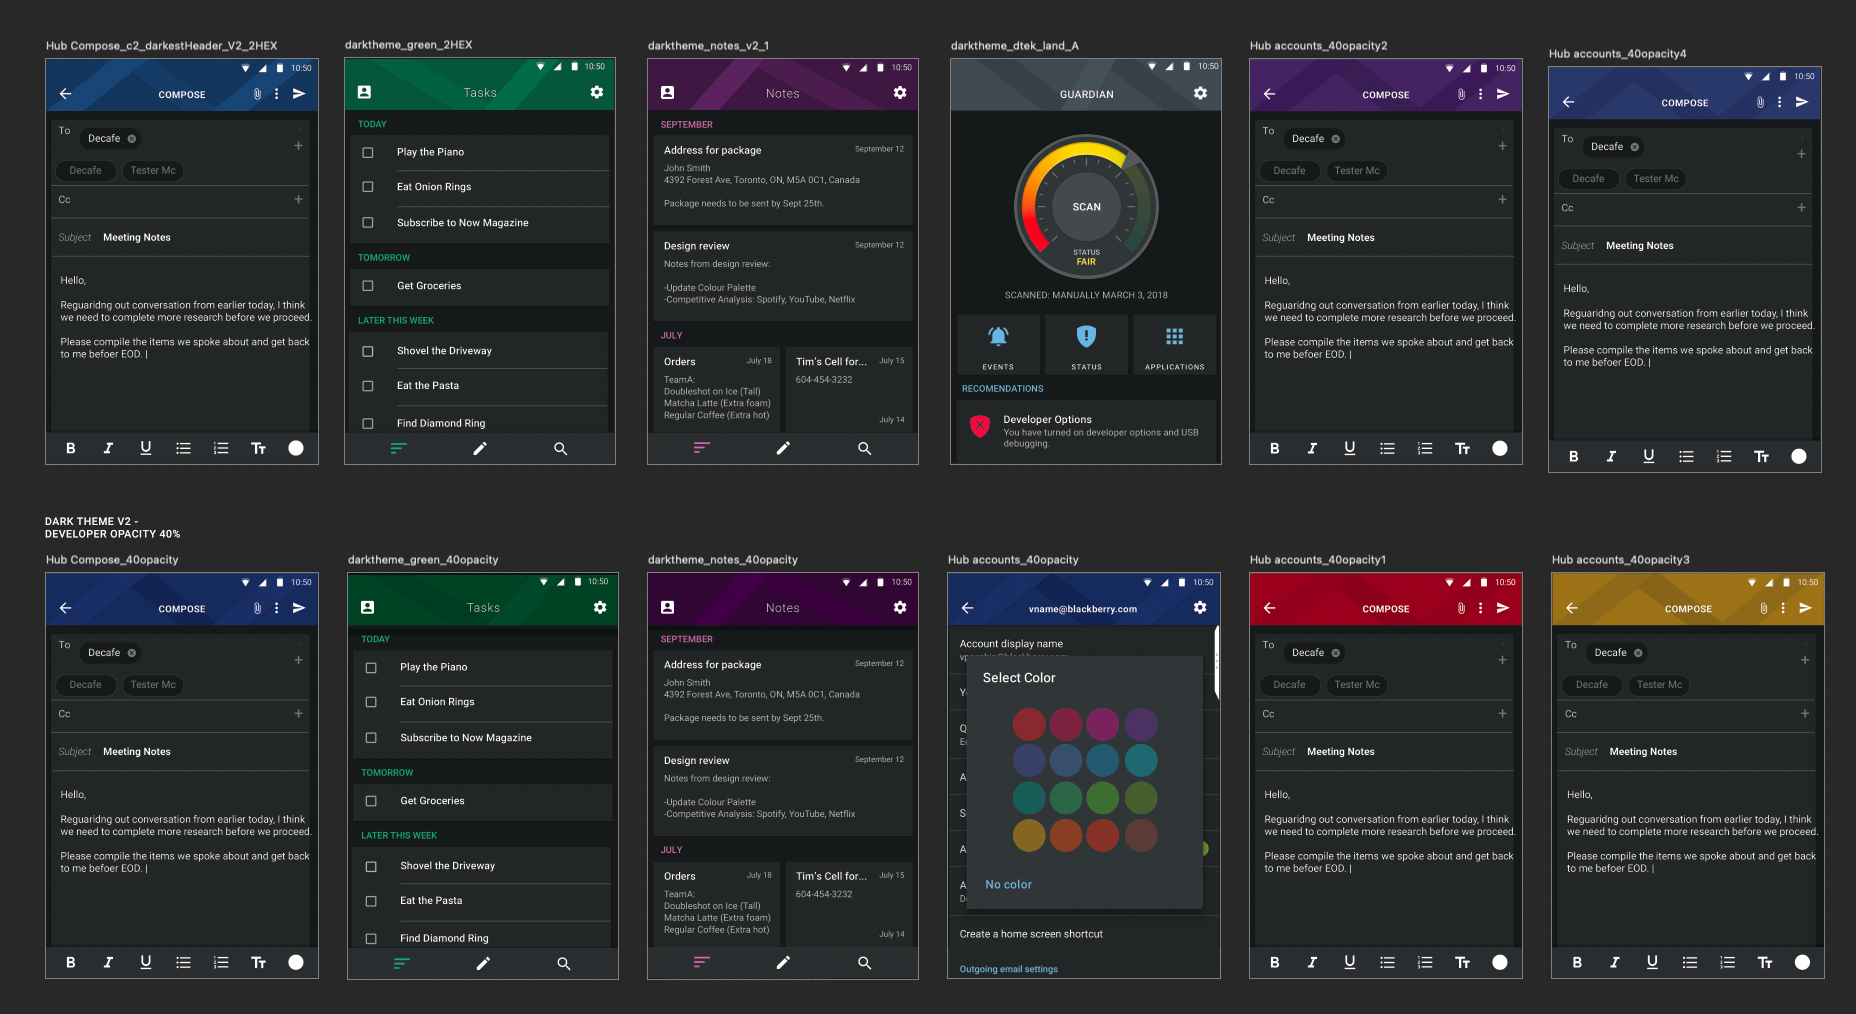 Hub Compose_c2_darkestHeader_V2_2HEX
10:50
COMPOSE
To
Decafe
Decafe
Tester Mc
Cc
Subject Meeting Notes
Hello,
Reguaridng out conversation from earlier today, I think
we need to complete more research before we proceed.
Please compile the items we spoke about and get back
to me befoer EOD. |
B I U Tт
darktheme_green_2HEX
10:50
Tasks
TODAY
Play the Piano
Eat Onion Rings
Subscribe to Now Magazine
TOMORROW
Get Groceries
LATER THIS WEEK
Shovel the Driveway
Eat the Pasta
Find Diamond Ring
darktheme_notes_v2_1
10:50
Notes
SEPTEMBER
Address for package September 12
John Smith
4392 Forest Ave, Toronto, ON, M5A 0C1, Canada
Package needs to be sent by Sept 25th.
Design review September 12
Notes from design review:
-Update Colour Palette
-Competitive Analysis: Spotify, YouTube, Netflix
JULY
Orders July 18
TeamA:
Doubleshot on Ice (Tall)
Matcha Latte (Extra foam)
Regular Coffee (Extra hot)
Tim's Cell for... July 15
604-454-3232
July 14
darktheme_dtek_land_A
10:50
GUARDIAN
SCAN
STATUS
FAIR
SCANNED: MANUALLY MARCH 3, 2018
EVENTS
STATUS
APPLICATIONS
RECOMENDATIONS
Developer Options
You have turned on developer options and USB
debugging.
Hub accounts_40opacity2
10:50
COMPOSE
To
Decafe
Decafe
Tester Mc
Cc
Subject Meeting Notes
Hello,
Reguaridng out conversation from earlier today, I think
we need to complete more research before we proceed.
Please compile the items we spoke about and get back
to me befoer EOD. |
B I U Tт
Hub accounts_40opacity4
10:50
COMPOSE
To
Decafe
Decafe
Tester Mc
Cc
Subject Meeting Notes
Hello,
Reguaridng out conversation from earlier today, I think
we need to complete more research before we proceed.
Please compile the items we spoke about and get back
to me befoer EOD. |
B I U Tт
DARK THEME V2 -
DEVELOPER OPACITY 40%
Hub Compose_40opacity
10:50
COMPOSE
To
Decafe
Decafe
Tester Mc
Cc
Subject Meeting Notes
Hello,
Reguaridng out conversation from earlier today, I think
we need to complete more research before we proceed.
Please compile the items we spoke about and get back
to me befoer EOD. |
B I U Tт
darktheme_green_40opacity
10:50
Tasks
TODAY
Play the Piano
Eat Onion Rings
Subscribe to Now Magazine
TOMORROW
Get Groceries
LATER THIS WEEK
Shovel the Driveway
Eat the Pasta
Find Diamond Ring
darktheme_notes_40opacity
10:50
Notes
SEPTEMBER
Address for package September 12
John Smith
4392 Forest Ave, Toronto, ON, M5A 0C1, Canada
Package needs to be sent by Sept 25th.
Design review September 12
Notes from design review:
-Update Colour Palette
-Competitive Analysis: Spotify, YouTube, Netflix
JULY
Orders July 18
TeamA:
Doubleshot on Ice (Tall)
Matcha Latte (Extra foam)
Regular Coffee (Extra hot)
Tim's Cell for... July 15
604-454-3232
July 14
Hub accounts_40opacity
10:50
vname@blackberry.com
Account display name
Select Color
No color
Create a home screen shortcut
Outgoing email settings
Hub accounts_40opacity1
10:50
COMPOSE
To
Decafe
Decafe
Tester Mc
Cc
Subject Meeting Notes
Hello,
Reguaridng out conversation from earlier today, I think
we need to complete more research before we proceed.
Please compile the items we spoke about and get back
to me befoer EOD. |
B I U Tт
Hub accounts_40opacity3
10:50
COMPOSE
To
Decafe
Decafe
Tester Mc
Cc
Subject Meeting Notes
Hello,
Reguaridng out conversation from earlier today, I think
we need to complete more research before we proceed.
Please compile the items we spoke about and get back
to me befoer EOD. |
B I U Tт